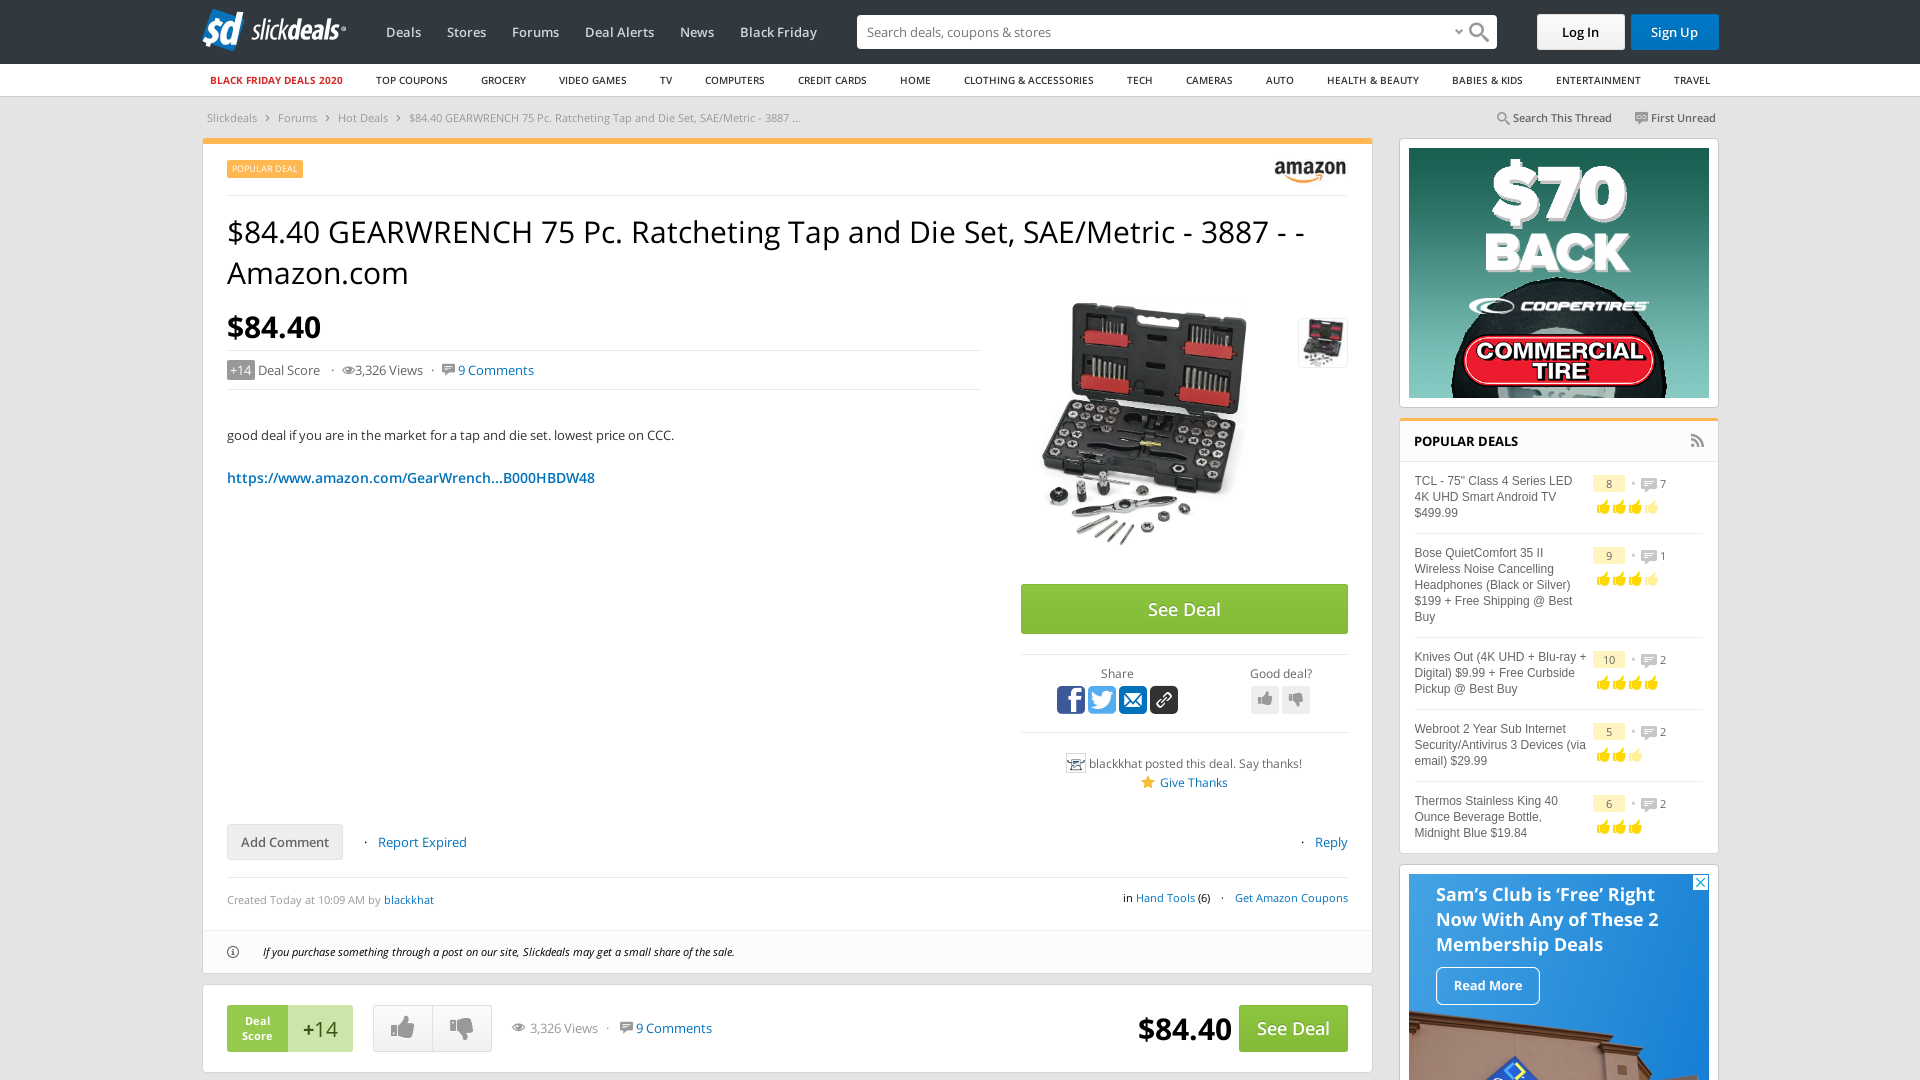 sd slickdeals
Deals Stores Forums Deal Alerts News Black Friday
Search deals, coupons & stores
Log In Sign Up
BLACK FRIDAY DEALS 2020 TOP COUPONS GROCERY VIDEO GAMES TV COMPUTERS CREDIT CARDS HOME CLOTHING & ACCESSORIES TECH CAMERAS AUTO HEALTH & BEAUTY BABIES & KIDS ENTERTAINMENT TRAVEL
Slickdeals › Forums › Hot Deals › $84.40 GEARWRENCH 75 Pc. Ratcheting Tap and Die Set, SAE/Metric - 3887 ...
Search This Thread First Unread
POPULAR DEAL
amazon
$84.40 GEARWRENCH 75 Pc. Ratcheting Tap and Die Set, SAE/Metric - 3887 - -
Amazon.com
$84.40
+14 Deal Score · 3,326 Views · 9 Comments
good deal if you are in the market for a tap and die set. lowest price on CCC.
https://www.amazon.com/GearWrench...B000HBDW48
See Deal
Share
Good deal?
blackkhat posted this deal. Say thanks!
Give Thanks
Add Comment · Report Expired
· Reply
Created Today at 10:09 AM by blackkhat
in Hand Tools (6) · Get Amazon Coupons
If you purchase something through a post on our site, Slickdeals may get a small share of the sale.
Deal
Score
+14
3,326 Views · 9 Comments
$84.40
See Deal
$70
BACK
COOPERTIRES
COMMERCIAL
TIRE
POPULAR DEALS
TCL - 75" Class 4 Series LED
4K UHD Smart Android TV
$499.99
8 • 7
Bose QuietComfort 35 II
Wireless Noise Cancelling
Headphones (Black or Silver)
$199 + Free Shipping @ Best
Buy
9 • 1
Knives Out (4K UHD + Blu-ray +
Digital) $9.99 + Free Curbside
Pickup @ Best Buy
10 • 2
Webroot 2 Year Sub Internet
Security/Antivirus 3 Devices (via
email) $29.99
5 • 2
Thermos Stainless King 40
Ounce Beverage Bottle,
Midnight Blue $19.84
6 • 2
Sam's Club is ‘Free’ Right
Now With Any of These 2
Membership Deals
Read More